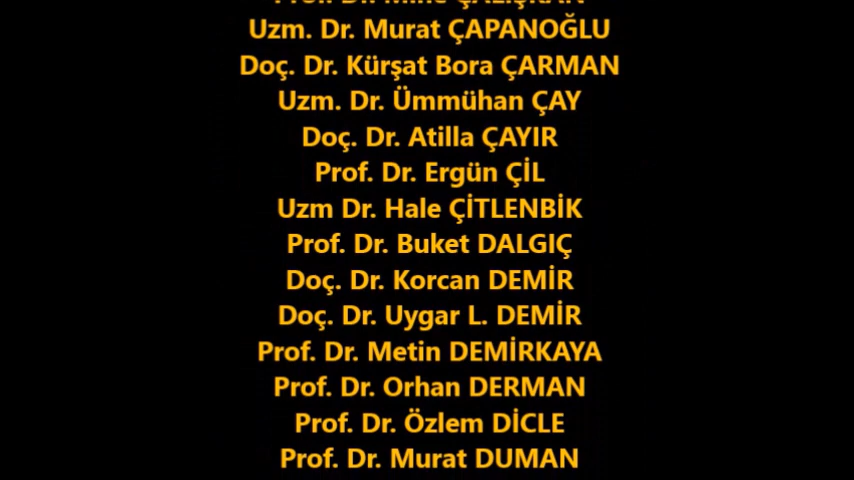 Uzm. Dr. Murat ÇAPANOĞLU
Doç. Dr. Kürşat Bora ÇARMAN
Uzm. Dr. Ümmühan ÇAY
Doç. Dr. Atilla ÇAYIR
Prof. Dr. Ergün ÇİL
Uzm Dr. Hale ÇİTLENBİK
Prof. Dr. Buket DALGIÇ
Doç. Dr. Korcan DEMİR
Doç. Dr. Uygar L. DEMİR
Prof. Dr. Metin DEMİRKAYA
Prof. Dr. Orhan DERMAN
Prof. Dr. Özlem DİCLE
Prof. Dr. Murat DUMAN